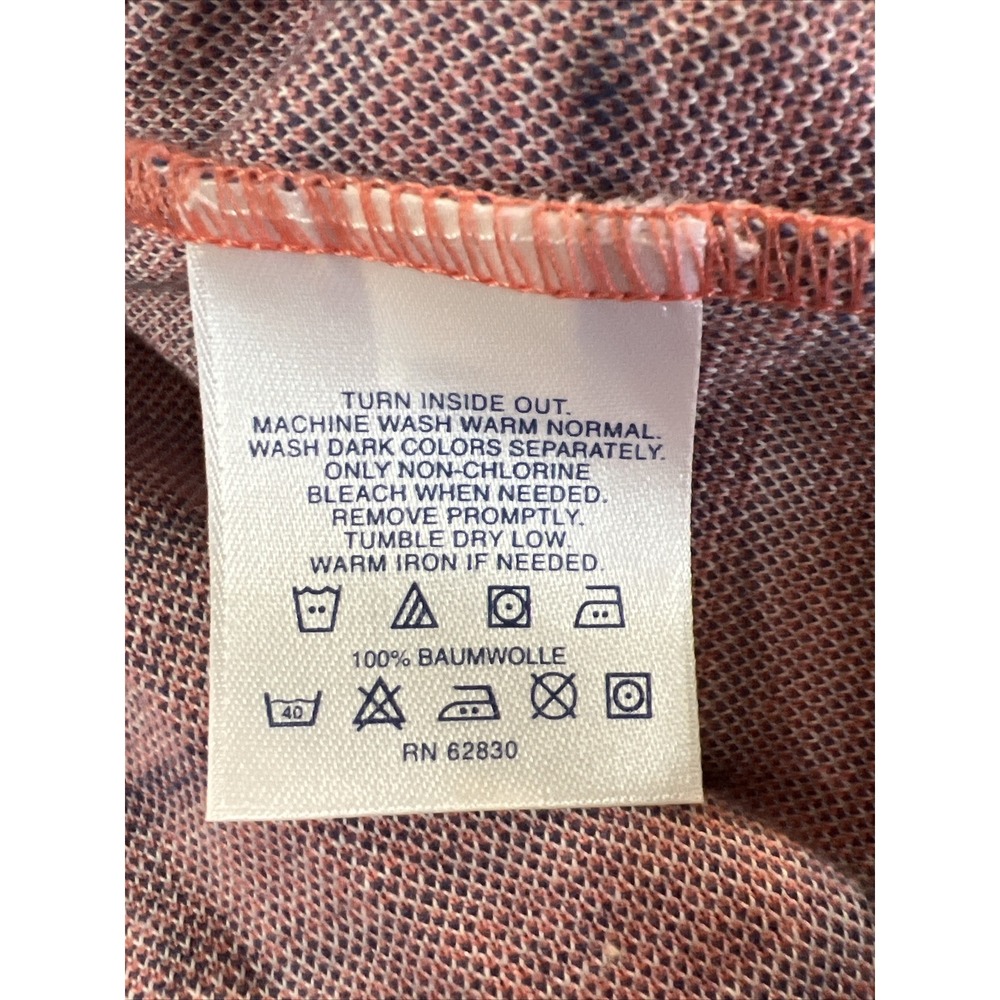 TURN INSIDE OUT.
MACHINE WASH WARM NORMAL.
WASH DARK COLORS SEPARATELY.
ONLY NON-CHLORINE
BLEACH WHEN NEEDED.
REMOVE PROMPTLY.
TUMBLE DRY LOW.
WARM IRON IF NEEDED.
100% BAUMWOLLE
40
RN 62830